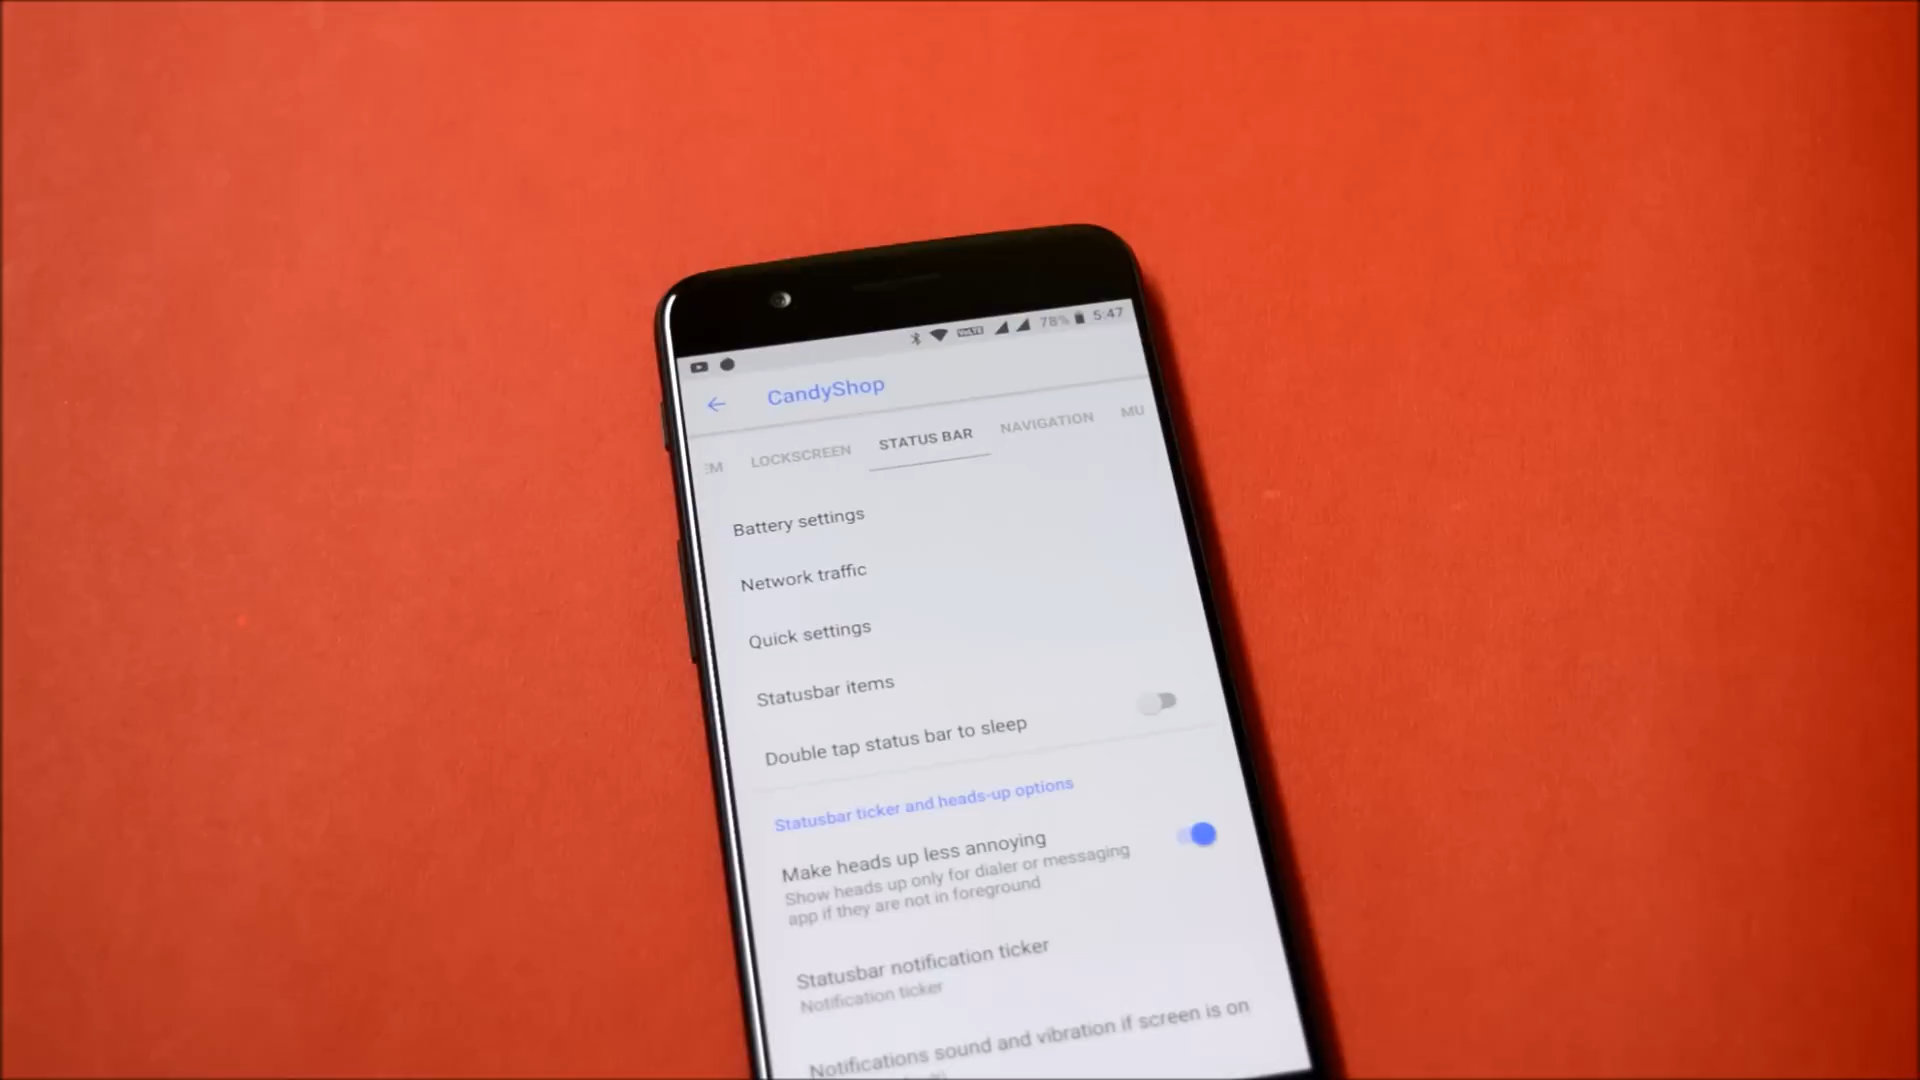 VoLTE 78% 5:47
CandyShop
EM LOCKSCREEN STATUS BAR NAVIGATION MU
Battery settings
Network traffic
Quick settings
Statusbar items
Double tap status bar to sleep
Statusbar ticker and heads-up options
Make heads up less annoying
Show heads up only for dialer or messaging
app if they are not in foreground
Statusbar notification ticker
Notification ticker
Notifications sound and vibration if screen is on